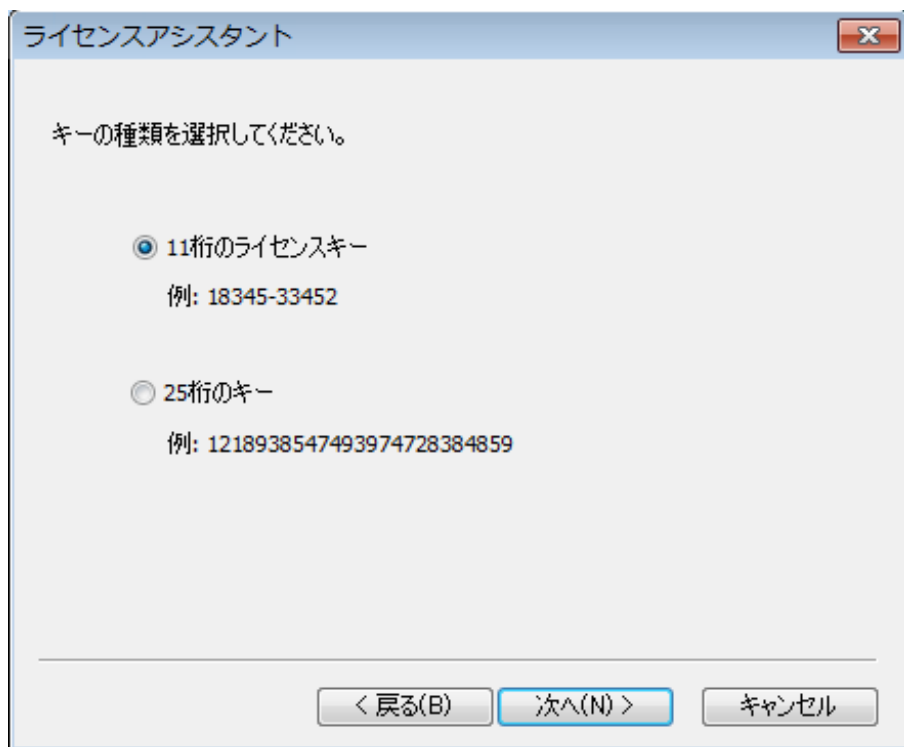 ライセンスアシスタント
キーの種類を選択してください。
11桁のライセンスキー
例: 18345-33452
25桁のキー
例: 1218938547493974728384859
< 戻る(B)
次へ(N) >
キャンセル